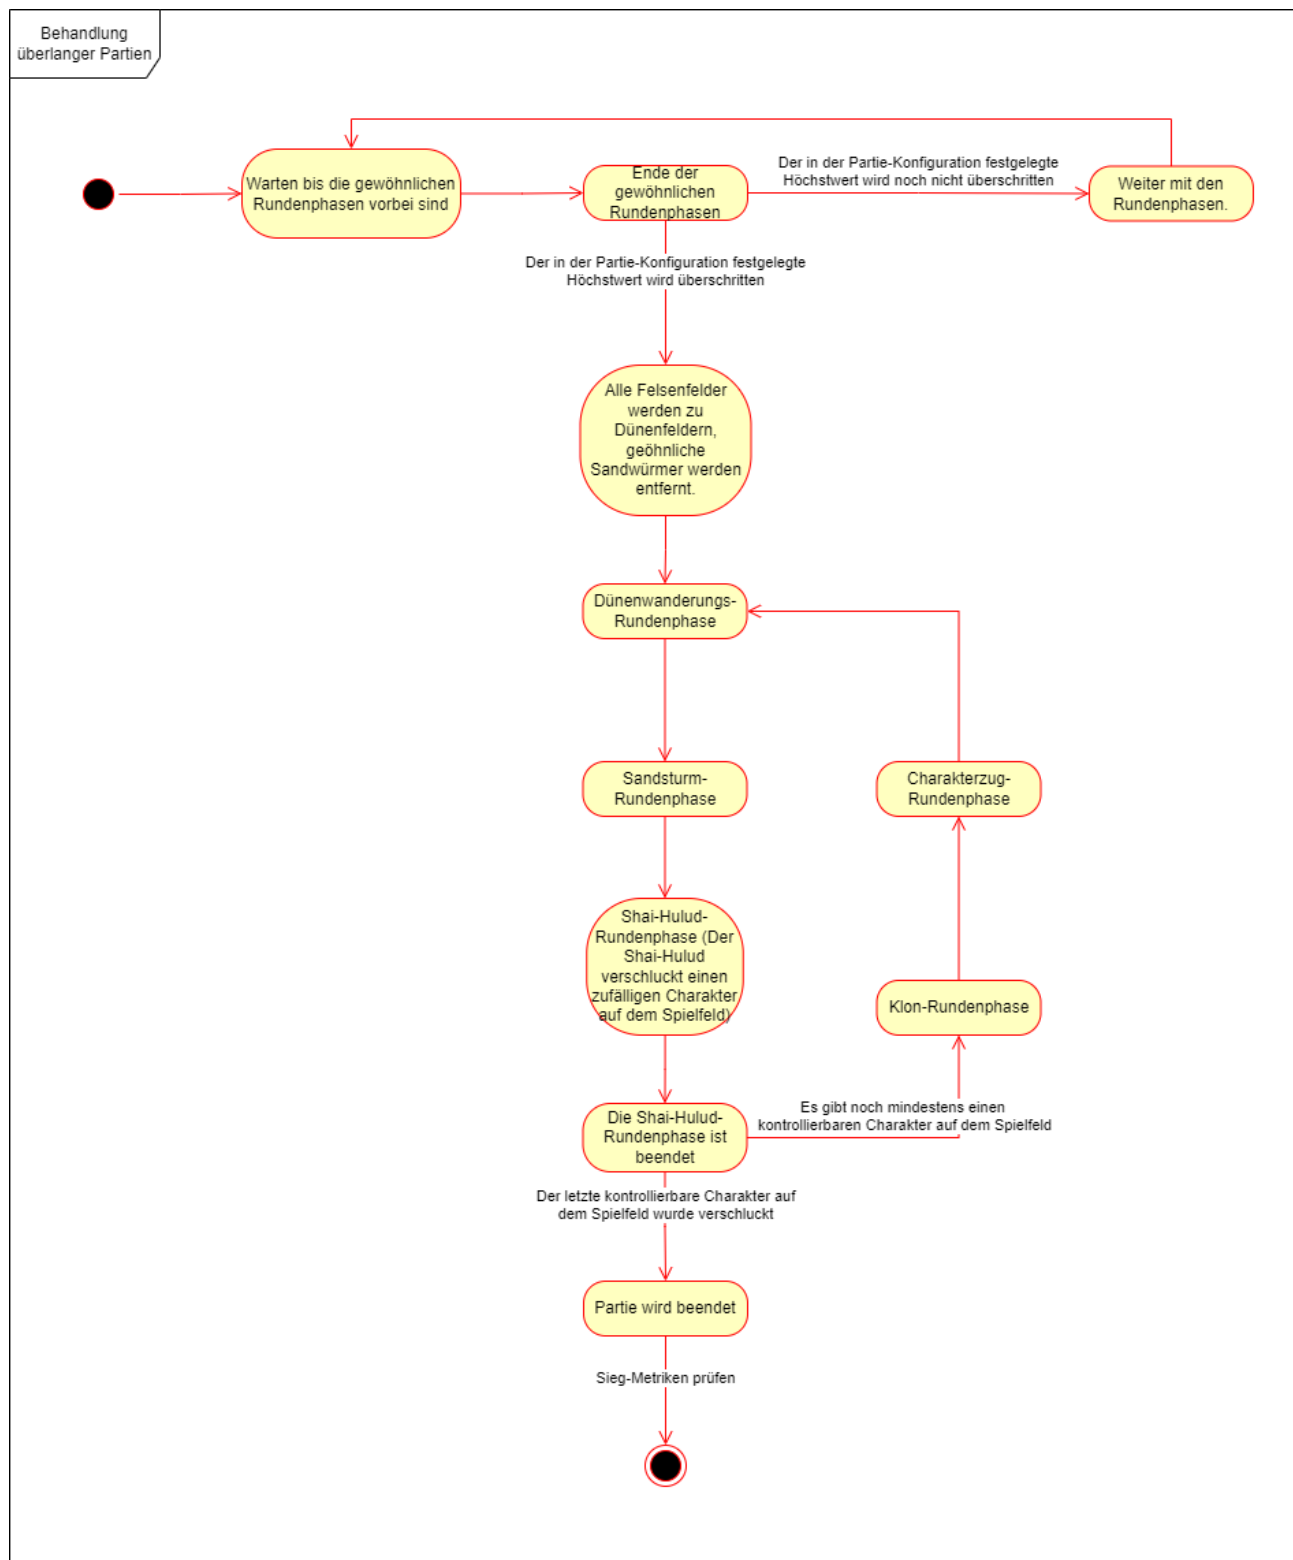 Behandlung
überlanger Partien
Warten bis die gewöhnlichen
Rundenphasen vorbei sind
Ende der
gewöhnlichen
Rundenphasen
Der in der Partie-Konfiguration festgelegte
Höchstwert wird noch nicht überschritten
Weiter mit den
Rundenphasen.
Der in der Partie-Konfiguration festgelegte
Höchstwert wird überschritten
Alle Felsenfelder
werden zu
Dünenfeldern,
geöhnliche
Sandwürmer werden
entfernt.
Dünenwanderungs-
Rundenphase
Sandsturm-
Rundenphase
Charakterzug-
Rundenphase
Shai-Hulud-
Rundenphase (Der
Shai-Hulud
verschluckt einen
zufälligen Charakter
auf dem Spielfeld)
Klon-Rundenphase
Die Shai-Hulud-
Rundenphase ist
beendet
Es gibt noch mindestens einen
kontrollierbaren Charakter auf dem Spielfeld
Der letzte kontrollierbare Charakter auf
dem Spielfeld wurde verschluckt
Partie wird beendet
Sieg-Metriken prüfen